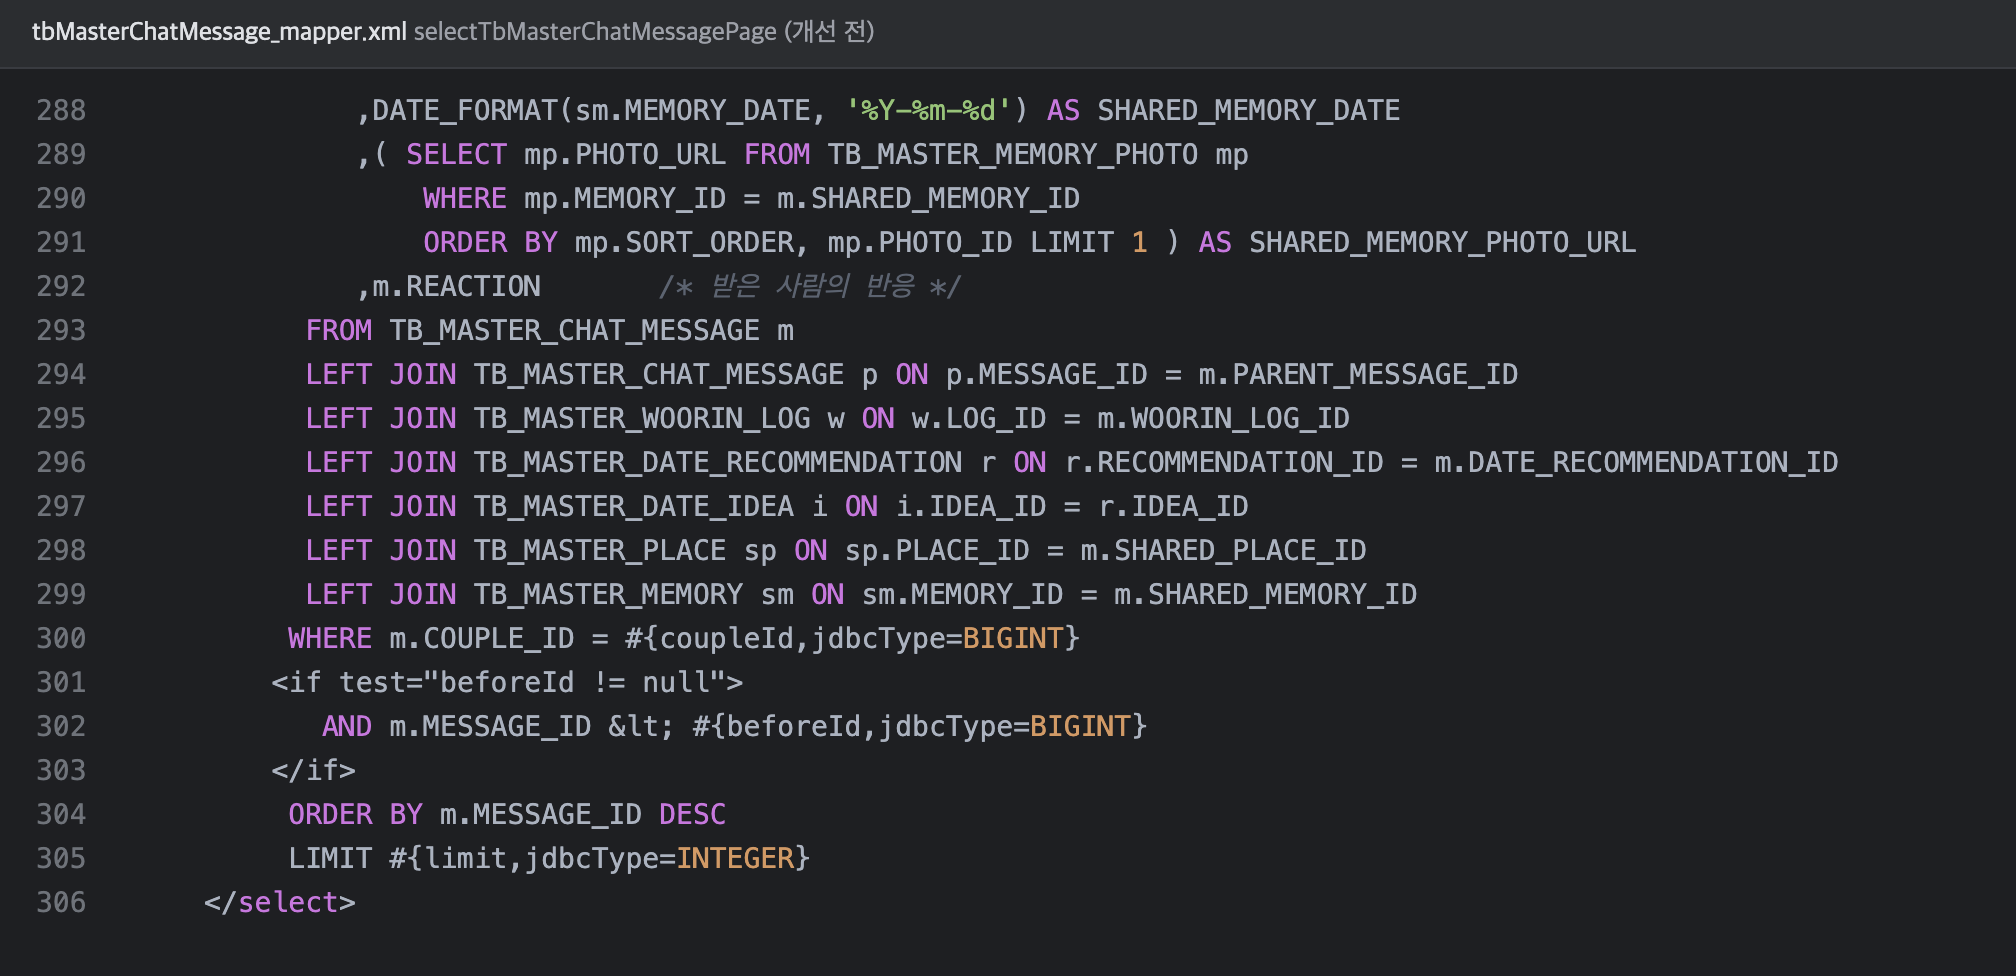 tbMasterChatMessage_mapper.xml selectTbMasterChatMessagePage (개선 전)
288 ,DATE_FORMAT(sm.MEMORY_DATE, '%Y-%m-%d') AS SHARED_MEMORY_DATE
289 ,( SELECT mp.PHOTO_URL FROM TB_MASTER_MEMORY_PHOTO mp
290 WHERE mp.MEMORY_ID = m.SHARED_MEMORY_ID
291 ORDER BY mp.SORT_ORDER, mp.PHOTO_ID LIMIT 1 ) AS SHARED_MEMORY_PHOTO_URL
292 ,m.REACTION /* 받은 사람의 반응 */
293 FROM TB_MASTER_CHAT_MESSAGE m
294 LEFT JOIN TB_MASTER_CHAT_MESSAGE p ON p.MESSAGE_ID = m.PARENT_MESSAGE_ID
295 LEFT JOIN TB_MASTER_WOORIN_LOG w ON w.LOG_ID = m.WOORIN_LOG_ID
296 LEFT JOIN TB_MASTER_DATE_RECOMMENDATION r ON r.RECOMMENDATION_ID = m.DATE_RECOMMENDATION_ID
297 LEFT JOIN TB_MASTER_DATE_IDEA i ON i.IDEA_ID = r.IDEA_ID
298 LEFT JOIN TB_MASTER_PLACE sp ON sp.PLACE_ID = m.SHARED_PLACE_ID
299 LEFT JOIN TB_MASTER_MEMORY sm ON sm.MEMORY_ID = m.SHARED_MEMORY_ID
300 WHERE m.COUPLE_ID = #{coupleId,jdbcType=BIGINT}
301 <if test="beforeId != null">
302 AND m.MESSAGE_ID &lt; #{beforeId,jdbcType=BIGINT}
303 </if>
304 ORDER BY m.MESSAGE_ID DESC
305 LIMIT #{limit,jdbcType=INTEGER}
306 </select>